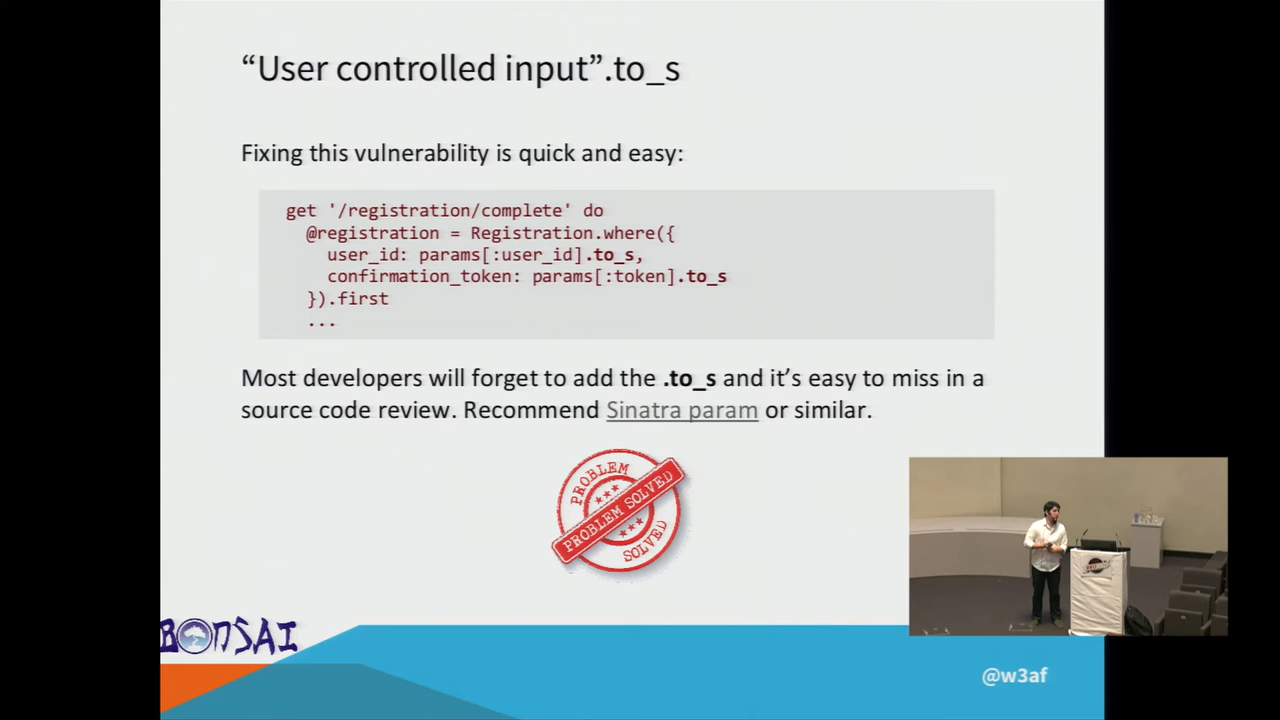 “User controlled input”.to_s
Fixing this vulnerability is quick and easy:
get '/registration/complete' do
@registration = Registration.where({
user_id: params[:user_id].to_s,
confirmation_token: params[:token].to_s
}).first
...
Most developers will forget to add the .to_s and it’s easy to miss in a
source code review. Recommend Sinatra param or similar.
PROBLEM
PROBLEM SOLVED
SOLVED
BONSAI
@w3af